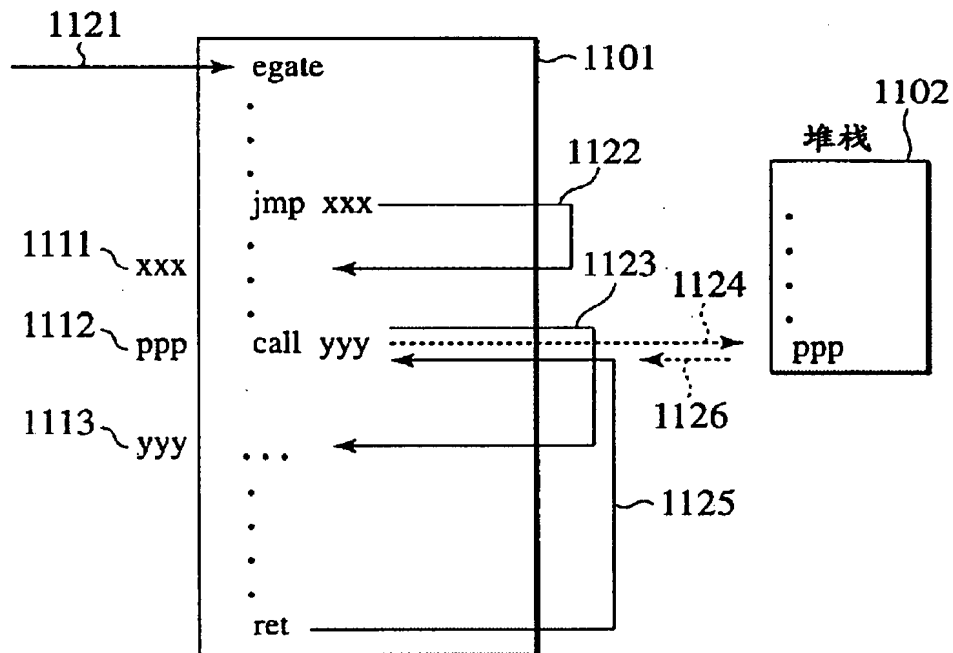 1121
egate
1101
1102
堆栈
1122
jmp xxx
1111
xxx
1123
1124
1112
ppp
call yyy
ppp
1126
1113
yyy
1125
ret